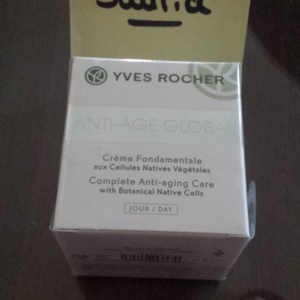 YVES ROCHER
ANTI-AGE GLOBAL
Crème Fondamentale
aux Cellules Natives Végétales
Complete Anti-aging Care
with Botanical Native Cells
JOUR / DAY